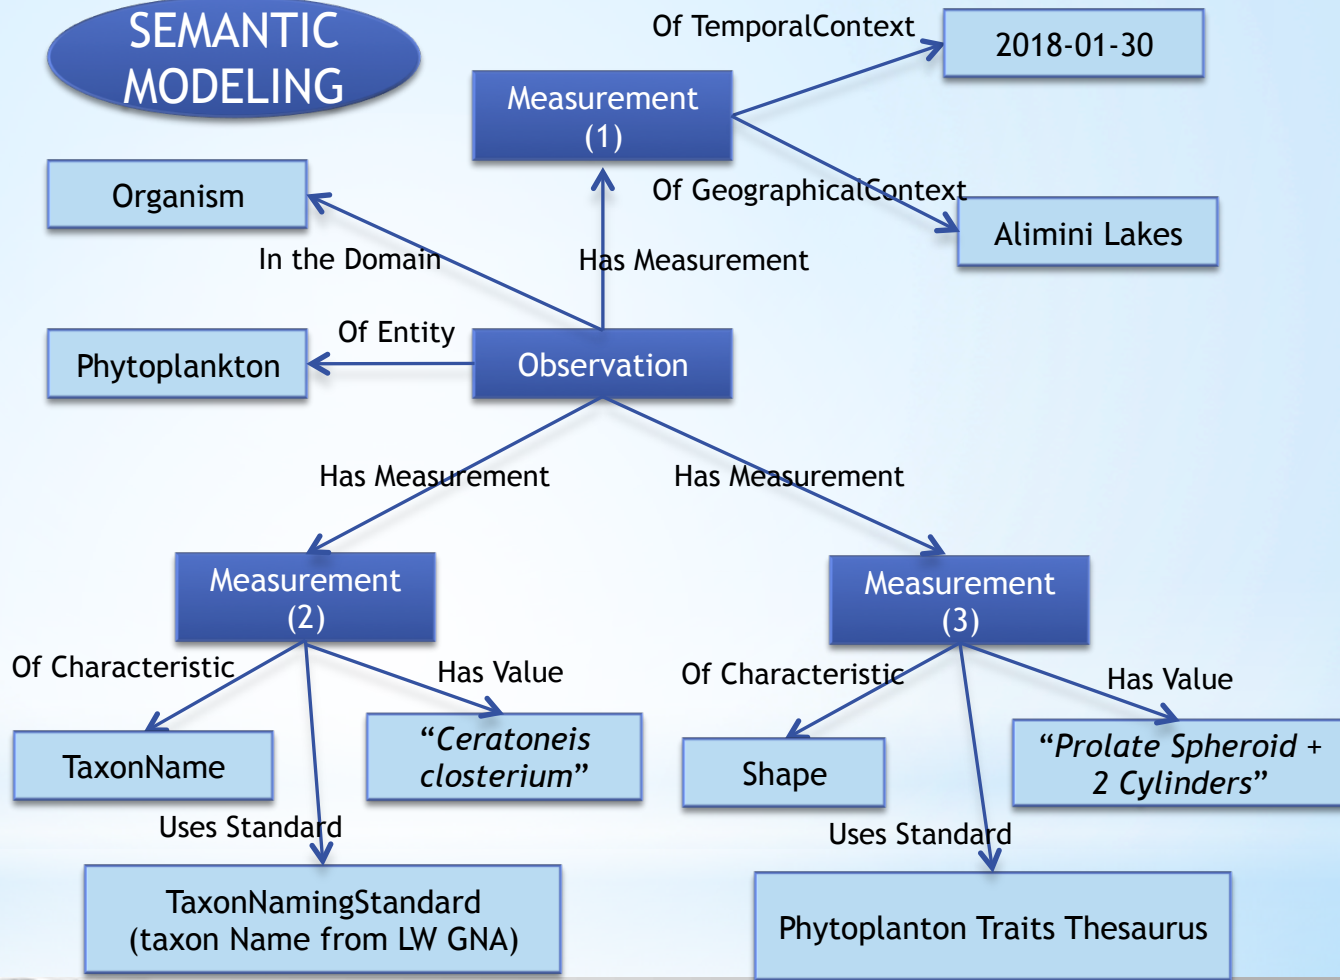 SEMANTIC
MODELING
Of TemporalContext
2018-01-30
Measurement
(1)
Organism
Of GeographicalContext
Alimini Lakes
In the Domain
Has Measurement
Of Entity
Phytoplankton
Observation
Has Measurement
Has Measurement
Measurement
(2)
Measurement
(3)
Of Characteristic
Has Value
Of Characteristic
Has Value
TaxonName
“Ceratoneis
closterium”
Shape
“Prolate Spheroid +
2 Cylinders”
Uses Standard
Uses Standard
TaxonNamingStandard
(taxon Name from LW GNA)
Phytoplanton Traits Thesaurus